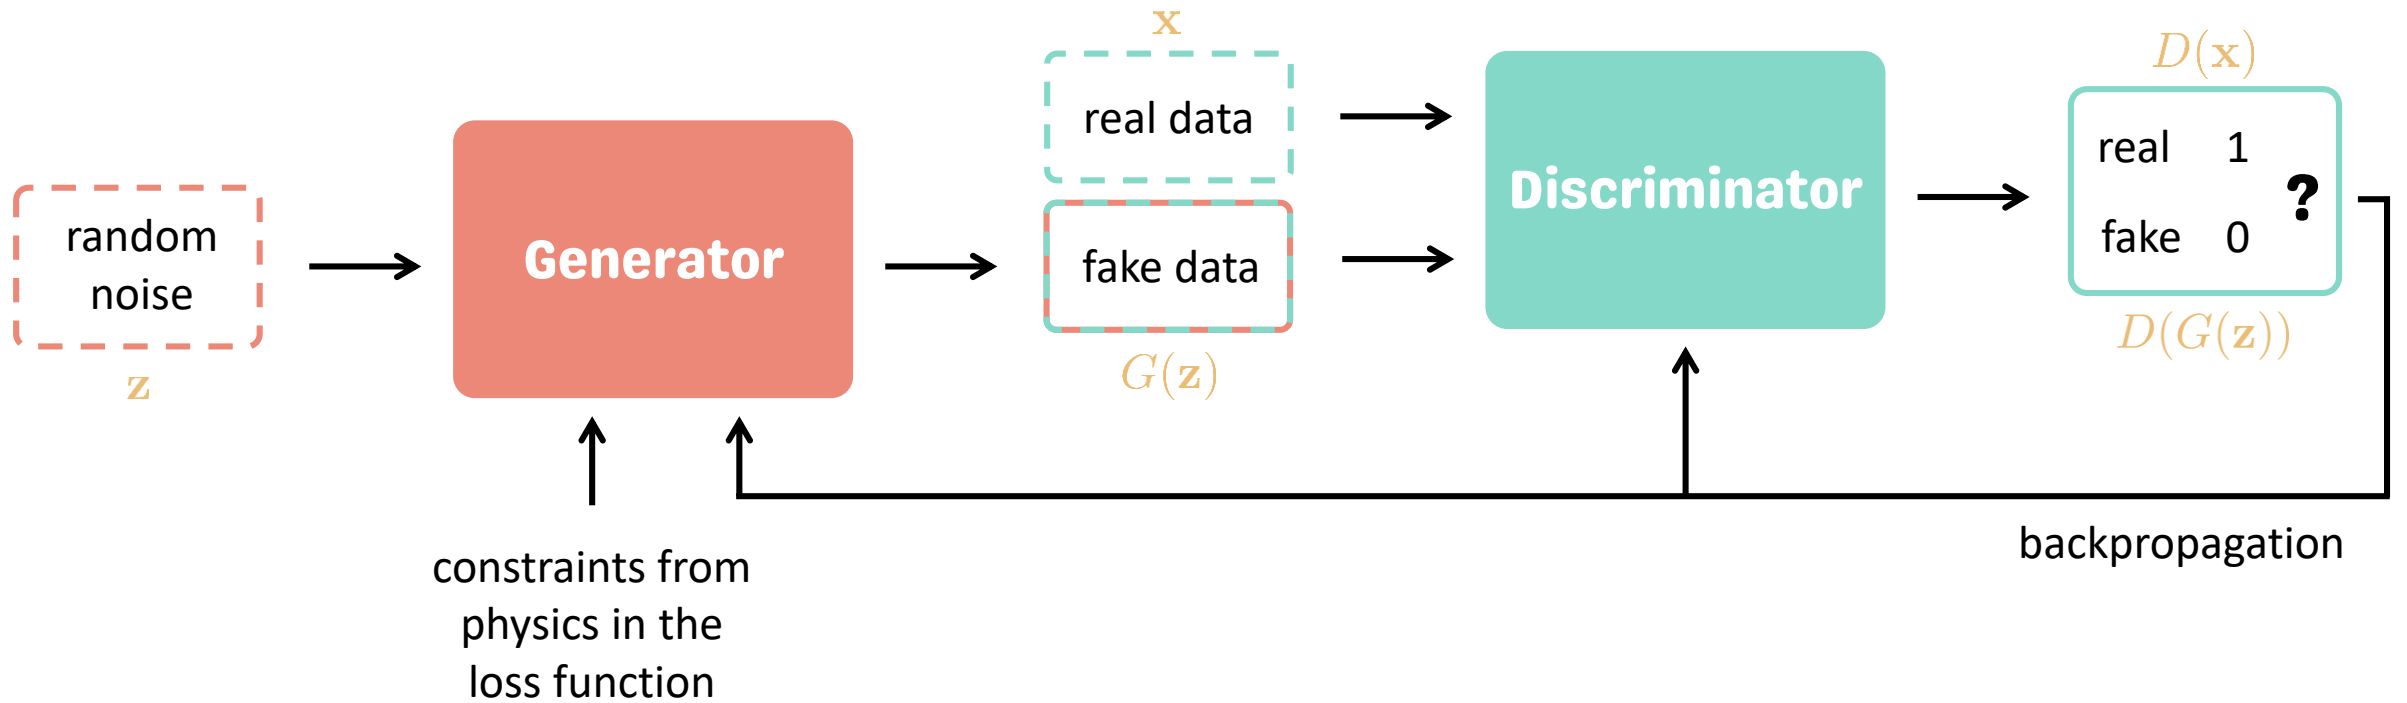 random
noise
z
Generator
constraints from
physics in the
loss function
x
real data
fake data
G(z)
Discriminator
D(x)
real 1
fake 0
?
D(G(z))
backpropagation